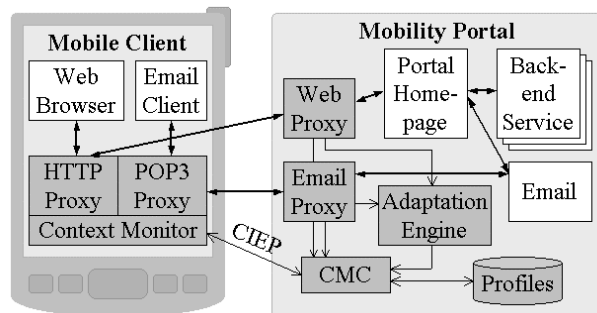 Mobile Client
Web
Browser
Email
Client
HTTP
Proxy
POP3
Proxy
Context Monitor
CIEP
Mobility Portal
Web
Proxy
Portal
Home-
page
Back-
end
Service
Email
Proxy
Adaptation
Engine
Email
CMC
Profiles